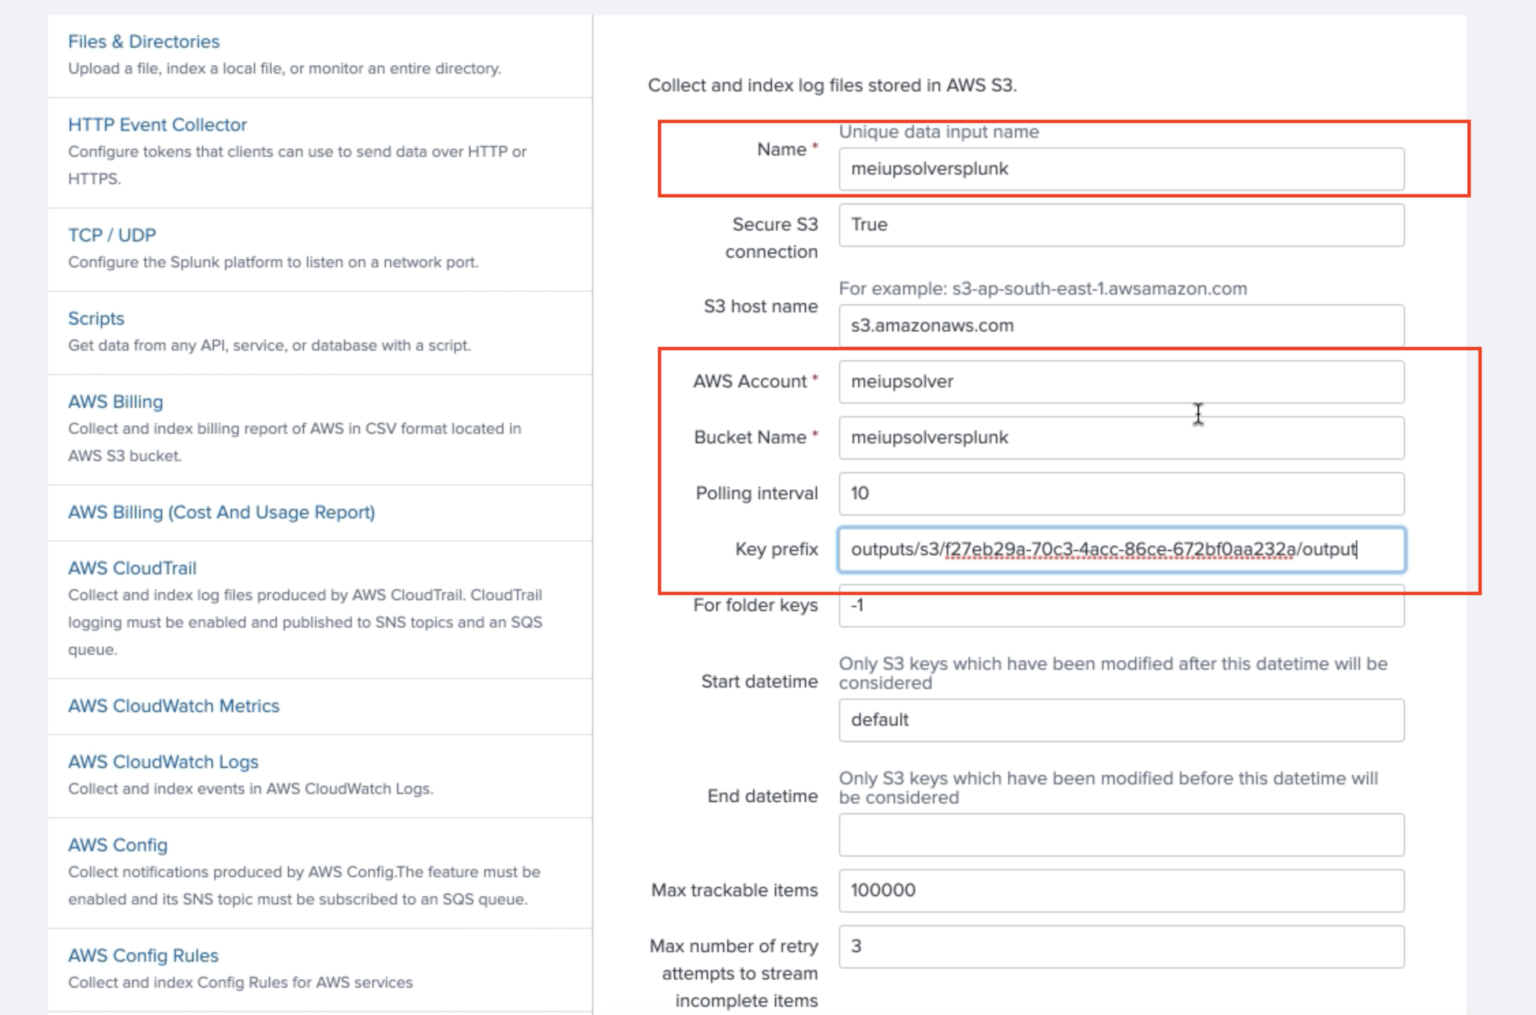 Files & Directories
Upload a file, index a local file, or monitor an entire directory.
HTTP Event Collector
Configure tokens that clients can use to send data over HTTP or
HTTPS.
TCP / UDP
Configure the Splunk platform to listen on a network port.
Scripts
Get data from any API, service, or database with a script.
AWS Billing
Collect and index billing report of AWS in CSV format located in
AWS S3 bucket.
AWS Billing (Cost And Usage Report)
AWS CloudTrail
Collect and index log files produced by AWS CloudTrail. CloudTrail
logging must be enabled and published to SNS topics and an SQS
queue.
AWS CloudWatch Metrics
AWS CloudWatch Logs
Collect and index events in AWS CloudWatch Logs.
AWS Config
Collect notifications produced by AWS Config.The feature must be
enabled and its SNS topic must be subscribed to an SQS queue.
AWS Config Rules
Collect and index Config Rules for AWS services
Collect and index log files stored in AWS S3.
Unique data input name
Name *
meiupsolversplunk
Secure S3
connection
True
For example: s3-ap-south-east-1.awsamazon.com
S3 host name
s3.amazonaws.com
AWS Account *
meiupsolver
Bucket Name *
meiupsolversplunk
Polling interval
10
Key prefix
outputs/s3/f27eb29a-70c3-4acc-86ce-672bf0aa232a/output
For folder keys
-1
Only S3 keys which have been modified after this datetime will be
considered
Start datetime
default
Only S3 keys which have been modified before this datetime will
be considered
End datetime
Max trackable items
100000
Max number of retry
attempts to stream
incomplete items
3